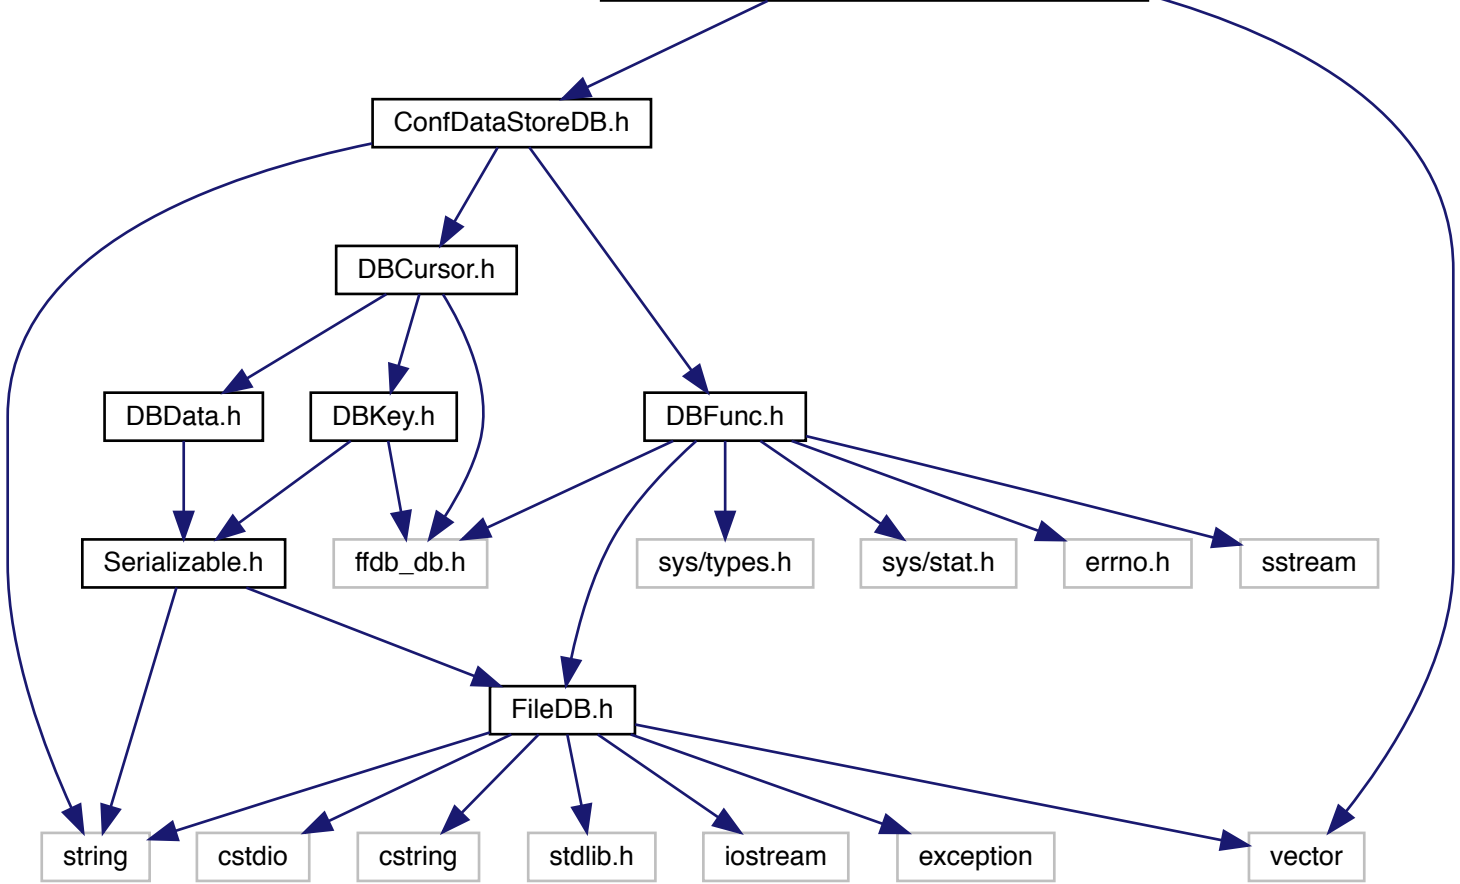 ConfDataStoreDB.h
DBCursor.h
DBData.h
DBKey.h
DBFunc.h
Serializable.h
ffdb_db.h
sys/types.h
sys/stat.h
errno.h
sstream
FileDB.h
string
cstdio
cstring
stdlib.h
iostream
exception
vector